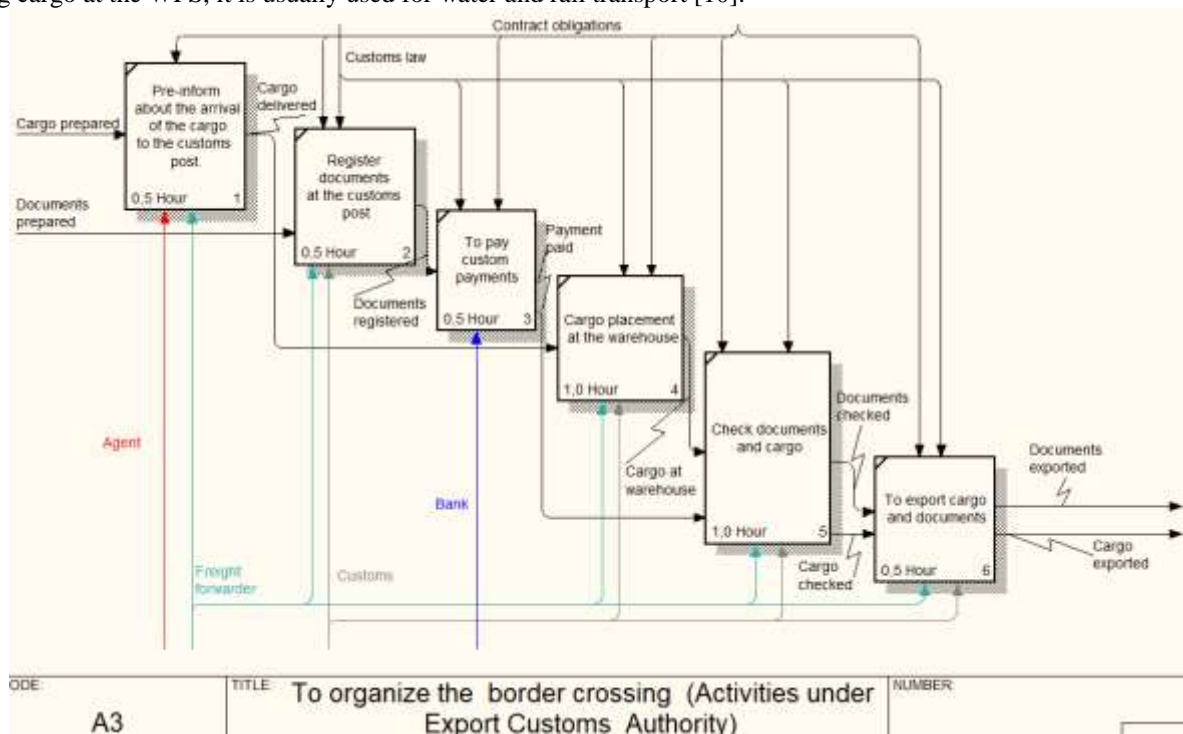 g cargo at the WPS, it is usually used for water and rail transport [16].
Contract obligations
Customs law
Pre-inform
about the arrival
of the cargo
to the customs
post.
0,5 Hour 1
Cargo
delivered
Cargo prepared
Register
documents
at the customs
post
0,5 Hour 2
Documents
prepared
To pay
custom
payments
0,5 Hour 3
Payment
paid
Documents
registered
Cargo placement
at the warehouse
1,0 Hour 4
Check documents
and cargo
1,0 Hour 5
Documents
checked
Agent
Cargo at
warehouse
Bank
Documents
exported
To export cargo
and documents
0,5 Hour 6
Cargo
checked
Cargo
exported
Freight
forwarder
Customs
ODE:
A3
TITLE:
To organize the border crossing (Activities under
Export Customs Authority)
NUMBER: